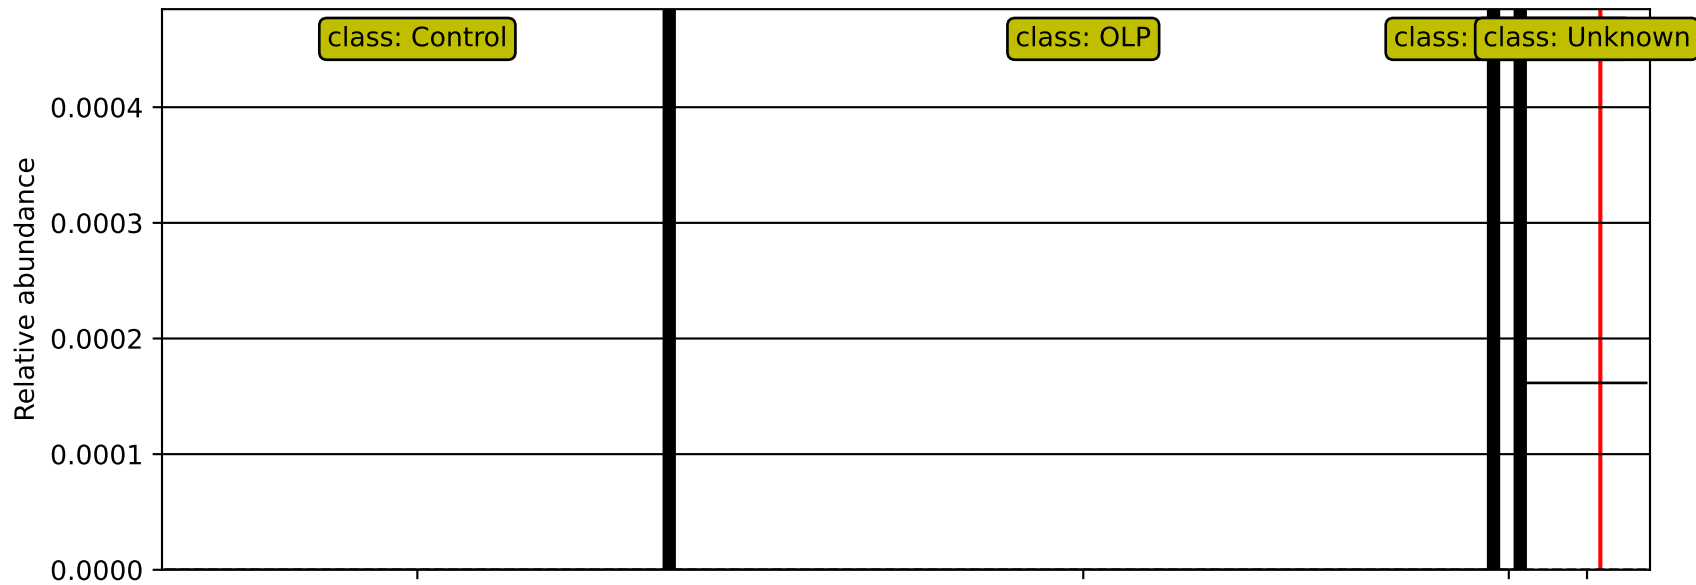 class: Control
class: OLP
class:
class: Unknown
0.0004
0.0003
0.0002
0.0001
0.0000
Relative abundance